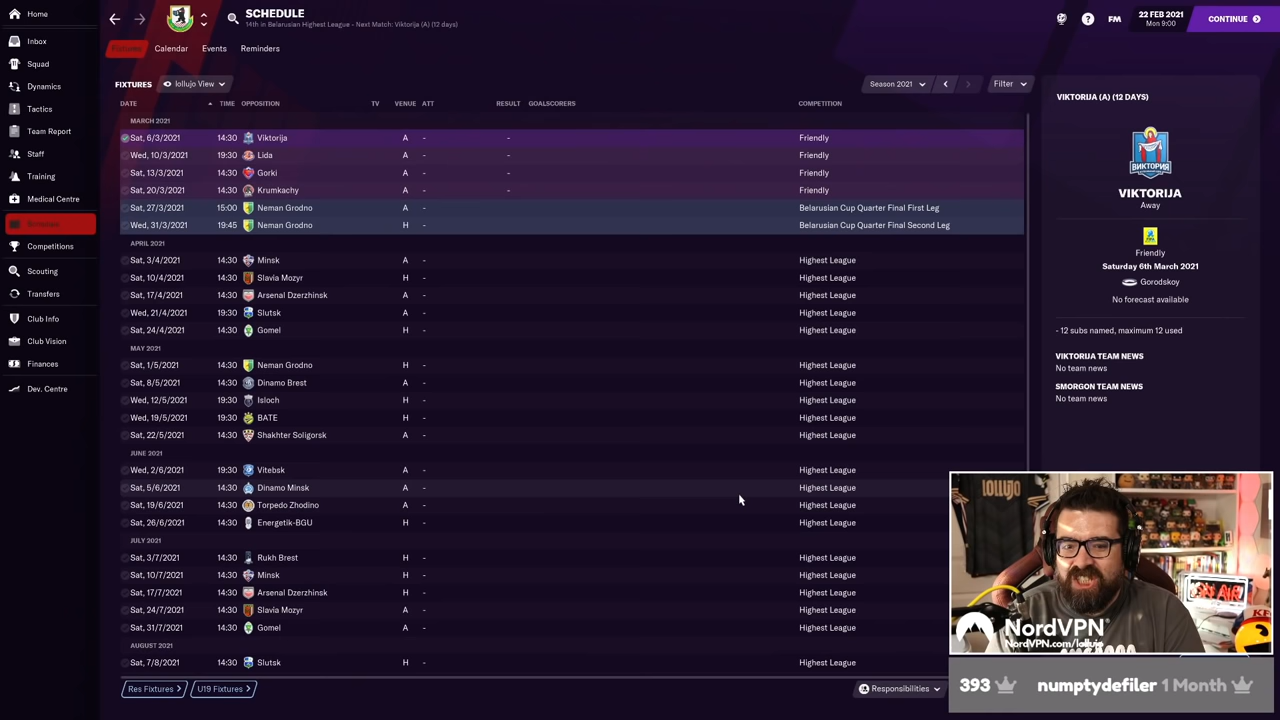 Home
Inbox
Squad
Dynamics
Tactics
Team Report
Staff
Training
Medical Centre
Competitions
Scouting
Transfers
Club Info
Club Vision
Finances
Dev. Centre
SCHEDULE
14th in Belarusian Highest League - Next Match: Viktorija (A) (12 days)
FM
22 FEB 2021
Mon 9:00
CONTINUE
Fixtures Calendar Events Reminders
FIXTURES lollujo View Season 2021 Filter
DATE TIME OPPOSITION TV VENUE ATT RESULT GOALSCORERS COMPETITION
MARCH 2021
Sat, 6/3/2021 14:30 Viktorija A - - Friendly
Wed, 10/3/2021 19:30 Lida A - - Friendly
Sat, 13/3/2021 14:30 Gorki A - - Friendly
Sat, 20/3/2021 14:30 Krumkachy A - - Friendly
Sat, 27/3/2021 15:00 Neman Grodno A - Belarusian Cup Quarter Final First Leg
Wed, 31/3/2021 19:45 Neman Grodno H - Belarusian Cup Quarter Final Second Leg
APRIL 2021
Sat, 3/4/2021 14:30 Minsk A - Highest League
Sat, 10/4/2021 14:30 Slavia Mozyr H - Highest League
Sat, 17/4/2021 14:30 Arsenal Dzerzhinsk A - Highest League
Wed, 21/4/2021 19:30 Slutsk A - Highest League
Sat, 24/4/2021 14:30 Gomel H - Highest League
MAY 2021
Sat, 1/5/2021 14:30 Neman Grodno H - Highest League
Sat, 8/5/2021 14:30 Dinamo Brest A - Highest League
Wed, 12/5/2021 19:30 Isloch H - Highest League
Wed, 19/5/2021 19:30 BATE H - Highest League
Sat, 22/5/2021 14:30 Shakhter Soligorsk A - Highest League
JUNE 2021
Wed, 2/6/2021 19:30 Vitebsk A - Highest League
Sat, 5/6/2021 14:30 Dinamo Minsk A - Highest League
Sat, 19/6/2021 14:30 Torpedo Zhodino A - Highest League
Sat, 26/6/2021 14:30 Energetik-BGU H - Highest League
JULY 2021
Sat, 3/7/2021 14:30 Rukh Brest H - Highest League
Sat, 10/7/2021 14:30 Minsk H - Highest League
Sat, 17/7/2021 14:30 Arsenal Dzerzhinsk H - Highest League
Sat, 24/7/2021 14:30 Slavia Mozyr A - Highest League
Sat, 31/7/2021 14:30 Gomel A - Highest League
AUGUST 2021
Sat, 7/8/2021 14:30 Slutsk H - Highest League
Res Fixtures U19 Fixtures Responsibilities
VIKTORIJA (A) (12 DAYS)
ВИКТОРИЯ
VIKTORIJA
Away
Friendly
Saturday 6th March 2021
Gorodskoy
No forecast available
- 12 subs named, maximum 12 used
VIKTORIJA TEAM NEWS
No team news
SMORGON TEAM NEWS
No team news
LOLLUJO
ON AIR
NordVPN®
NordVPN.com/lollujo
393 numptydefiler 1 Month